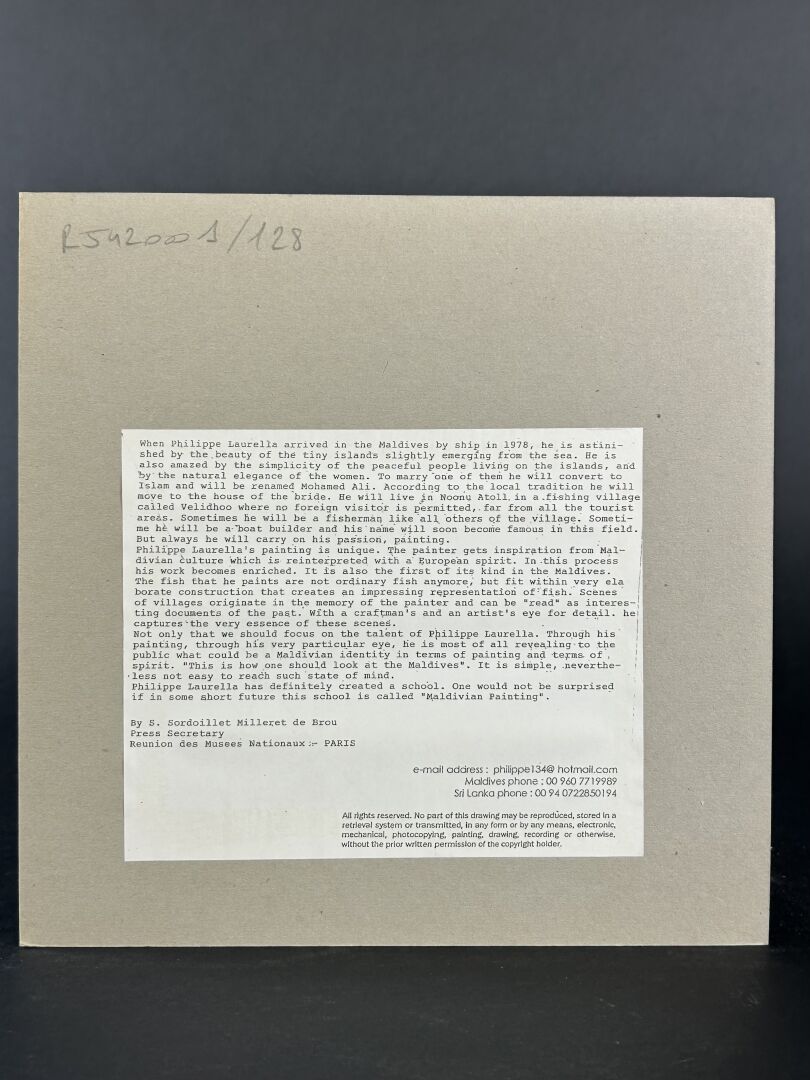 R542001/128
When Philippe Laurella arrived in the Maldives by ship in 1978, he is astini-
shed by the beauty of the tiny islands slightly emerging from the sea. He is
also amazed by the simplicity of the peaceful people living on the islands, and
by the natural elegance of the women. To marry one of them he will convert to
Islam and will be renamed Mohamed Ali. According to the local tradition he will
move to the house of the bride. He will live in Noonu Atoll in a fishing village
called Velidhoo where no foreign visitor is permitted, far from all the tourist
areas. Sometimes he will be a fisherman like all others of the village. Someti-
me he will be a boat builder and his name will soon become famous in this field.
But always he will carry on his passion, painting.
Philippe Laurella's painting is unique. The painter gets inspiration from Mal-
divian culture which is reinterpreted with a European spirit. In this process
his work becomes enriched. It is also the first of its kind in the Maldives.
The fish that he paints are not ordinary fish anymore, but fit within very ela
borate construction that creates an impressing representation of fish. Scenes
of villages originate in the memory of the painter and can be "read" as interes-
ting documents of the past. With a craftman's and an artist's eye for detail. he
captures the very essence of these scenes.
Not only that we should focus on the talent of Philippe Laurella. Through his
painting, through his very particular eye, he is most of all revealing to the
public what could be a Maldivian identity in terms of painting and terms of
spirit. "This is how one should look at the Maldives". It is simple, neverthe-
less not easy to reach such state of mind.
Philippe Laurella has definitely created a school. One would not be surprised
if in some short future this school is called "Maldivian Painting".
By S. Sordoillet Milleret de Brou
Press Secretary
Reunion des Musees Nationaux :- PARIS
e-mail address : philippe134@ hotmail.com
Maldives phone : 00 960 7719989
Sri Lanka phone : 00 94 0722850194
All rights reserved. No part of this drawing may be reproduced, stored in a
retrieval system or transmitted, in any form or by any means, electronic,
mechanical, photocopying, painting, drawing, recording or otherwise,
without the prior written permission of the copyright holder.